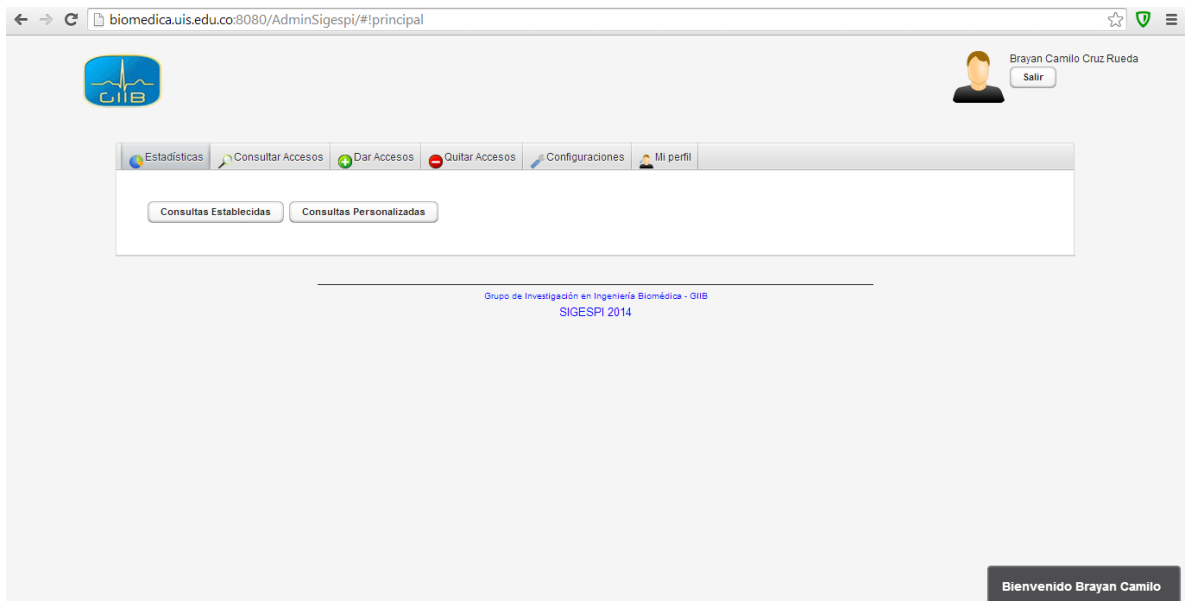 biomedica.uis.edu.co:8080/AdminSigespi/#!principal
GIIB
Brayan Camilo Cruz Rueda
Salir
Estadísticas Consultar Accesos Dar Accesos Quitar Accesos Configuraciones Mi perfil
Consultas Establecidas Consultas Personalizadas
Grupo de Investigación en Ingeniería Biomédica - GIIB
SIGESPI 2014
Bienvenido Brayan Camilo